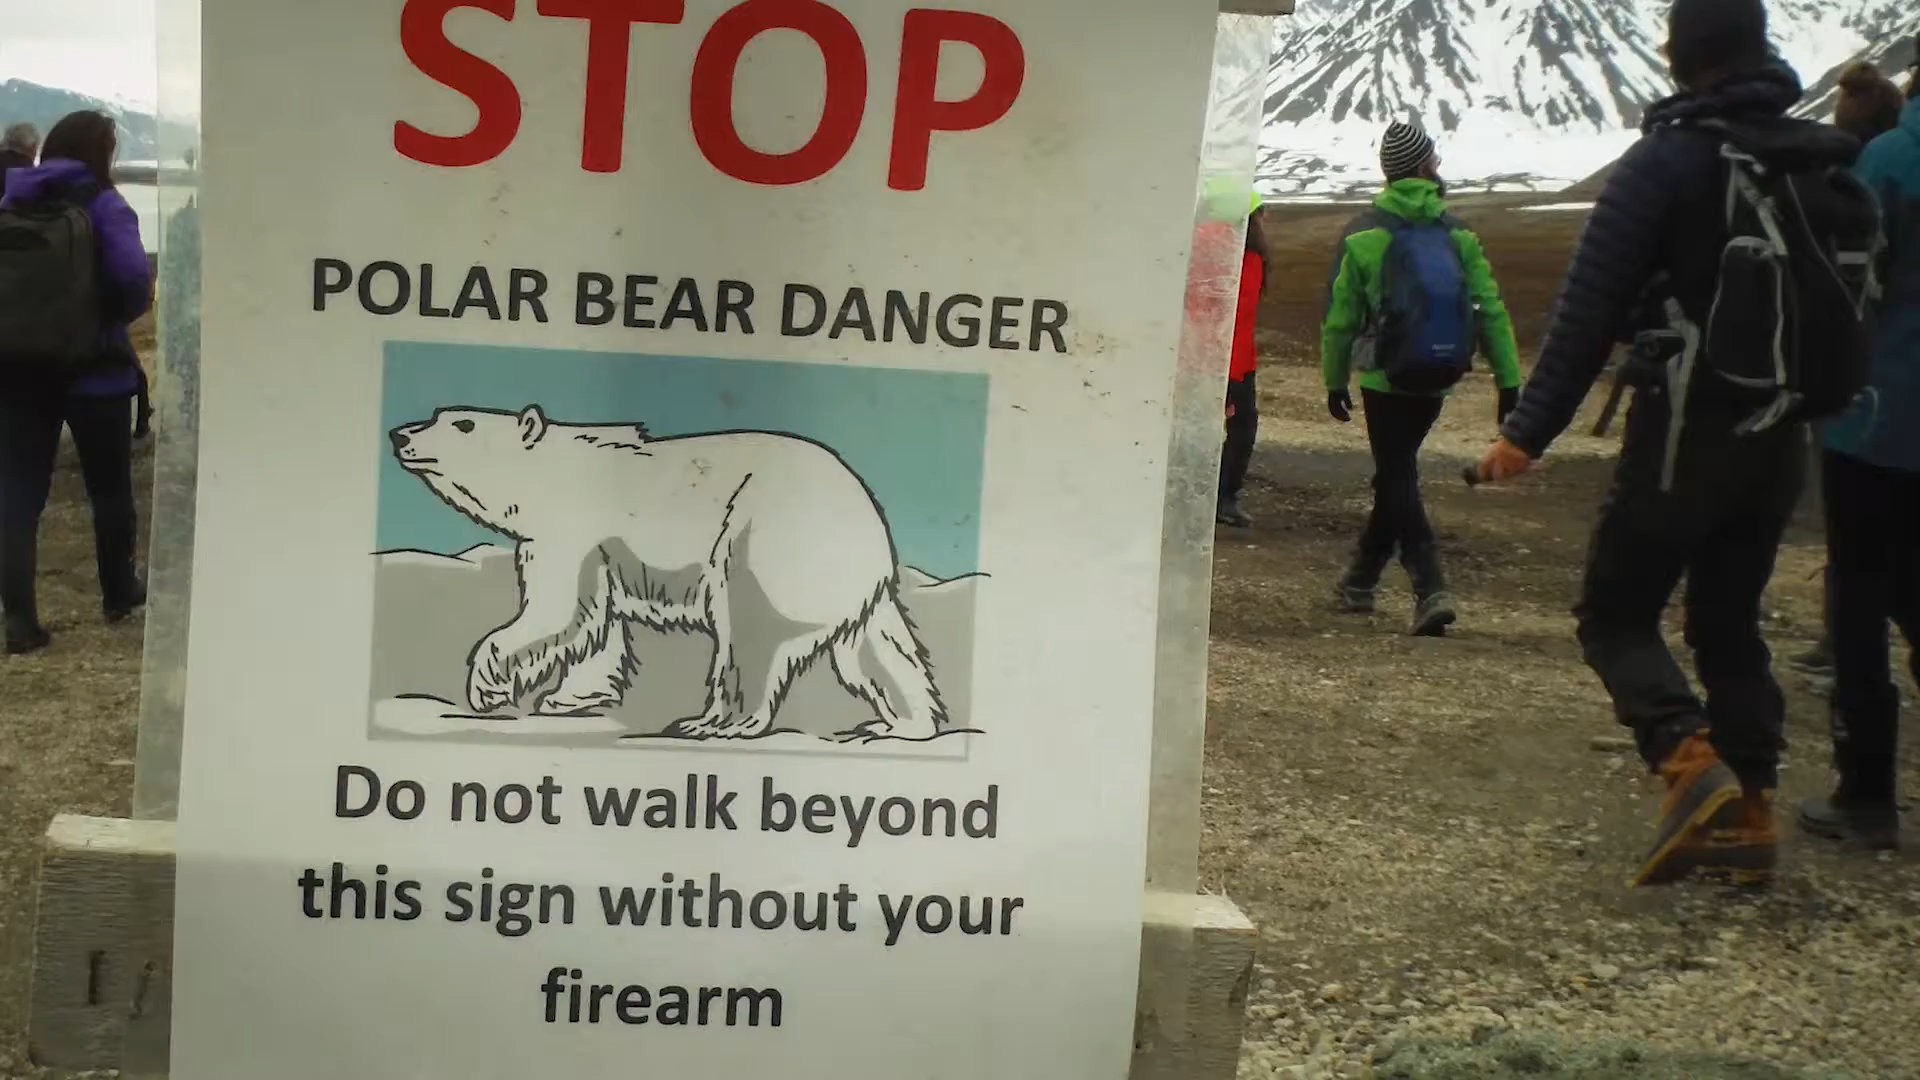 STOP
POLAR BEAR DANGER
Do not walk beyond
this sign without your
firearm